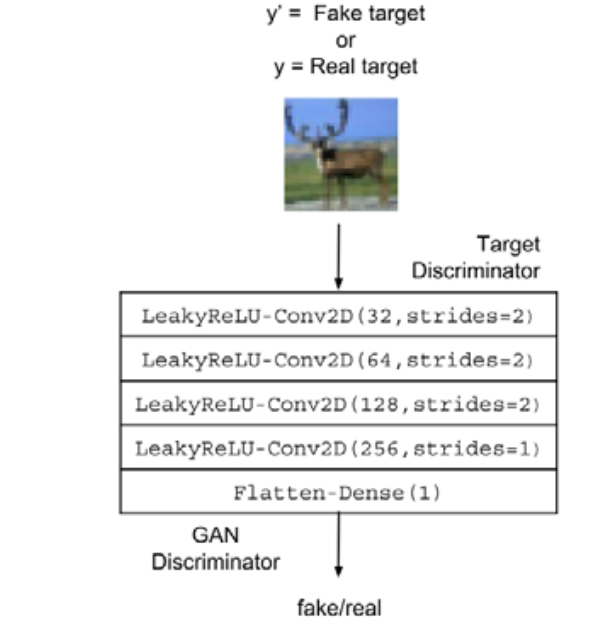 y' = Fake target
or
y = Real target
Target
Discriminator
LeakyReLU-Conv2D(32,strides=2)
LeakyReLU-Conv2D(64,strides=2)
LeakyReLU-Conv2D(128,strides=2)
LeakyReLU-Conv2D(256,strides=1)
Flatten-Dense(1)
GAN
Discriminator
fake/real